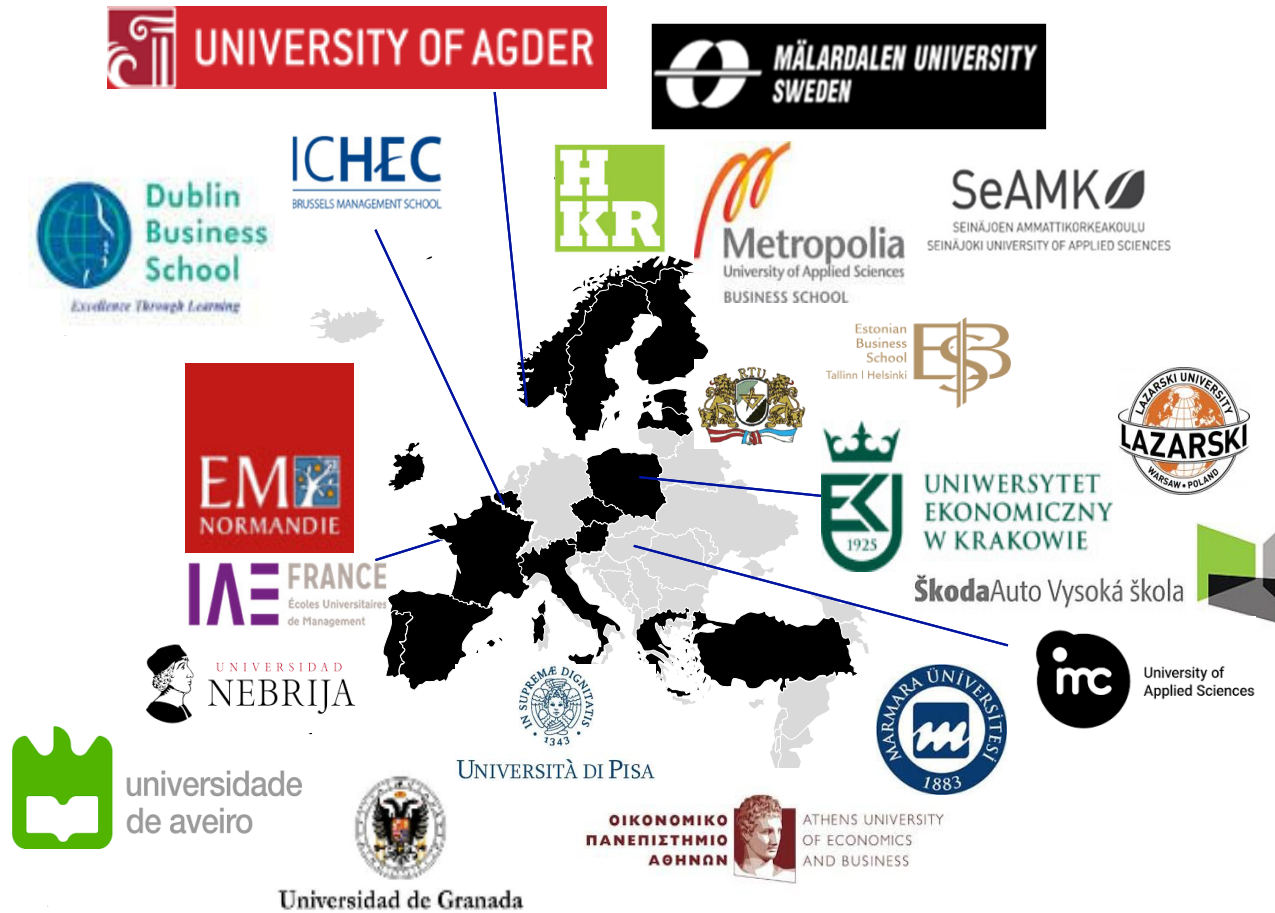 UNIVERSITY OF AGDER
MÄLARDALEN UNIVERSITY
SWEDEN
ICHEC
BRUSSELS MANAGEMENT SCHOOL
H
KR
Metropolia
University of Applied Sciences
BUSINESS SCHOOL
SeAMK
SEINÄJOEN AMMATTIKORKEAKOULU
SEINÄJOKI UNIVERSITY OF APPLIED SCIENCES
Dublin
Business
School
Excellence Through Learning
Estonian
Business
School
Tallinn | Helsinki
EBS
RTU
LAZARSKI UNIVERSITY
LAZARSKI
WARSAW • POLAND
EM
NORMANDIE
EK
1925
UNIWERSYTET
EKONOMICZNY
W KRAKOWIE
IAE FRANCE
Écoles Universitaires
de Management
ŠkodaAuto Vysoká škola
UNIVERSIDAD
NEBRIJA
imc
University of
Applied Sciences
IN SUPREMÆ DIGNITATIS
1343
UNIVERSITÀ DI PISA
MARMARA ÜNİVERSİTESİ
m
1883
universidade
de aveiro
Universidad de Granada
ΟΙΚΟΝΟΜΙΚΟ
ΠΑΝΕΠΙΣΤΗΜΙΟ
ΑΘΗΝΩΝ
ATHENS UNIVERSITY
OF ECONOMICS
AND BUSINESS